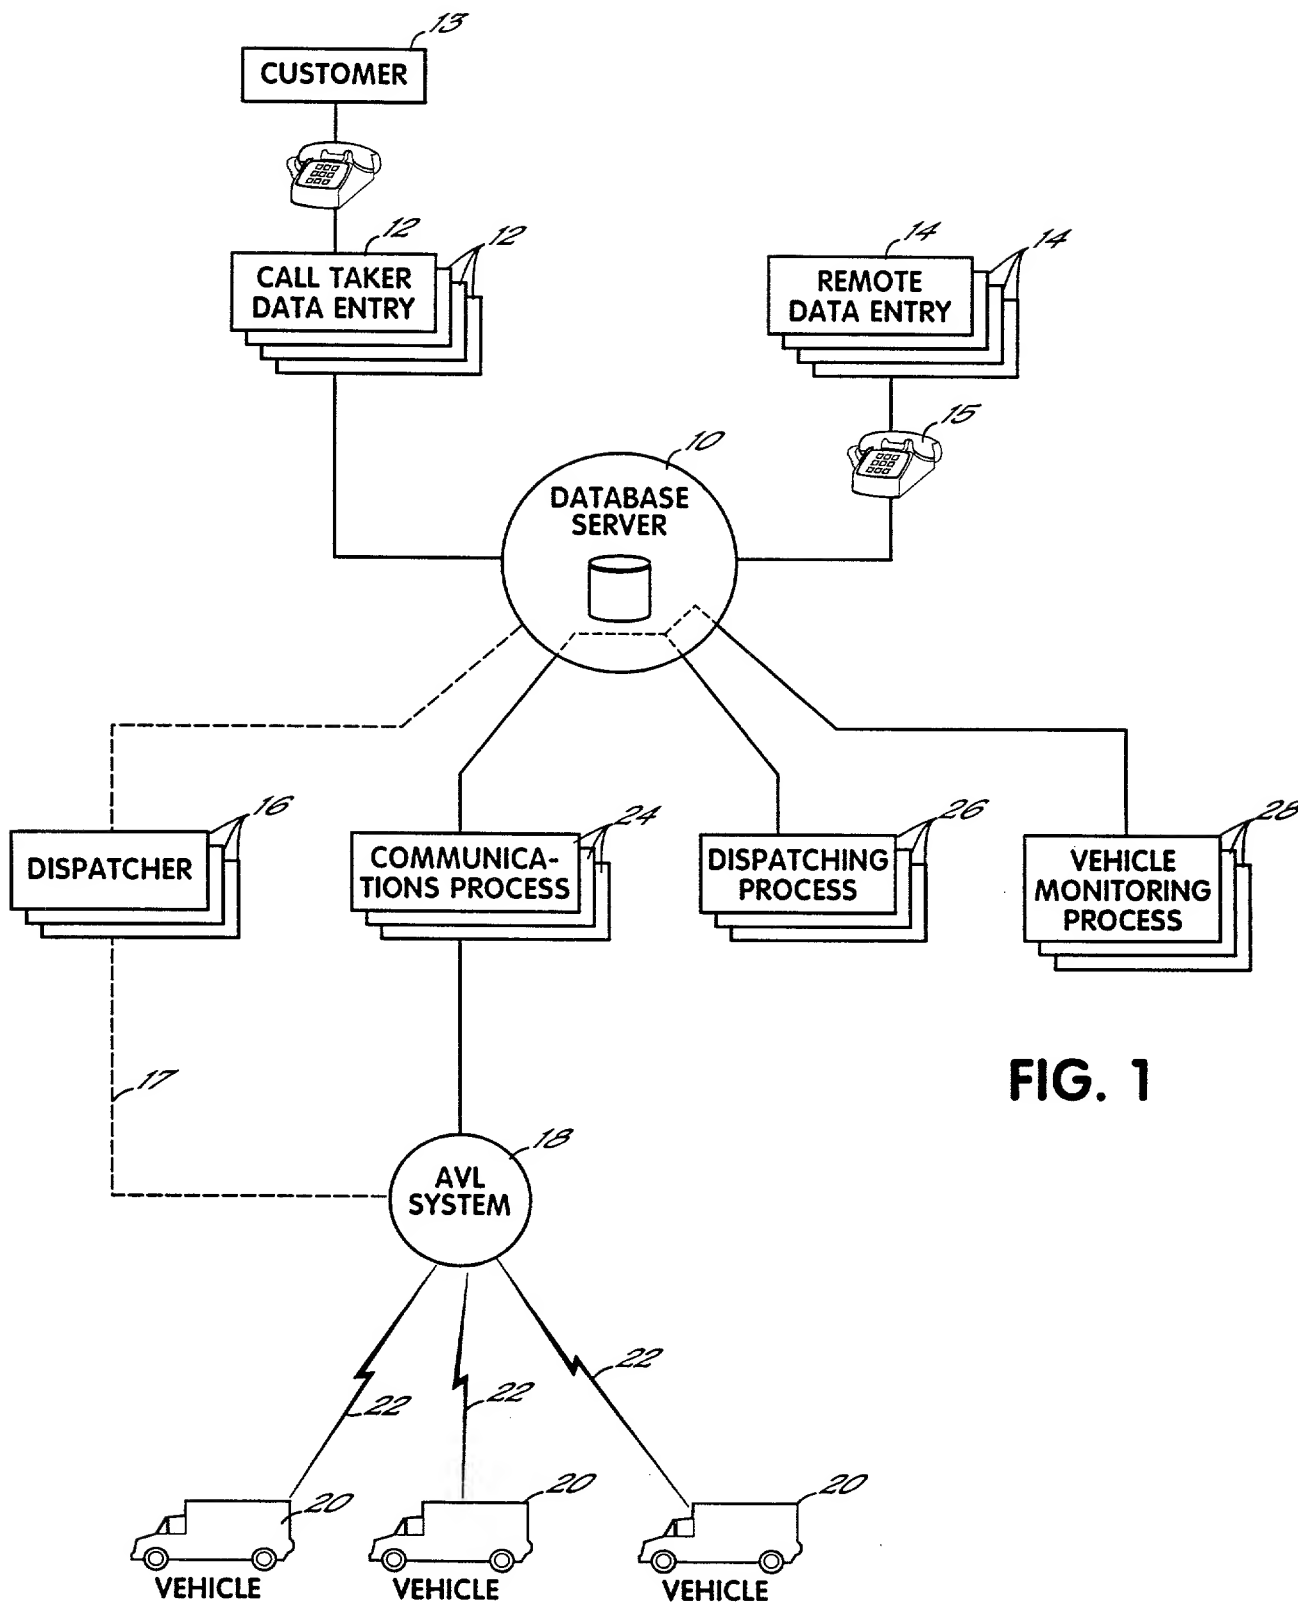 13
CUSTOMER
12
12
CALL TAKER
DATA ENTRY
14
14
REMOTE
DATA ENTRY
15
10
DATABASE
SERVER
16
DISPATCHER
24
COMMUNICA-
TIONS PROCESS
26
DISPATCHING
PROCESS
28
VEHICLE
MONITORING
PROCESS
FIG. 1
17
18
AVL
SYSTEM
22
22
22
20
VEHICLE
20
VEHICLE
20
VEHICLE